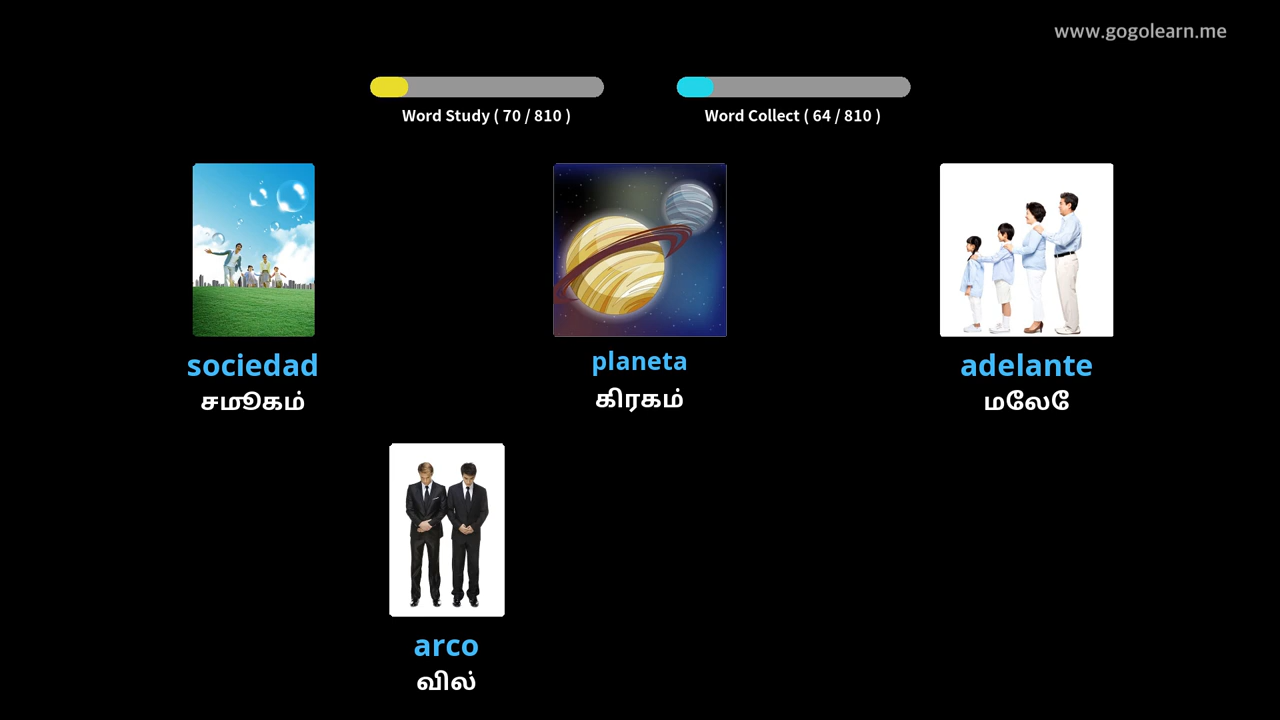 www.gogolearn.me
Word Study ( 70 / 810 )
Word Collect ( 64 / 810 )
sociedad
planeta
adelante
சமூகம்
கிரகம்
மலேே
arco
வில்